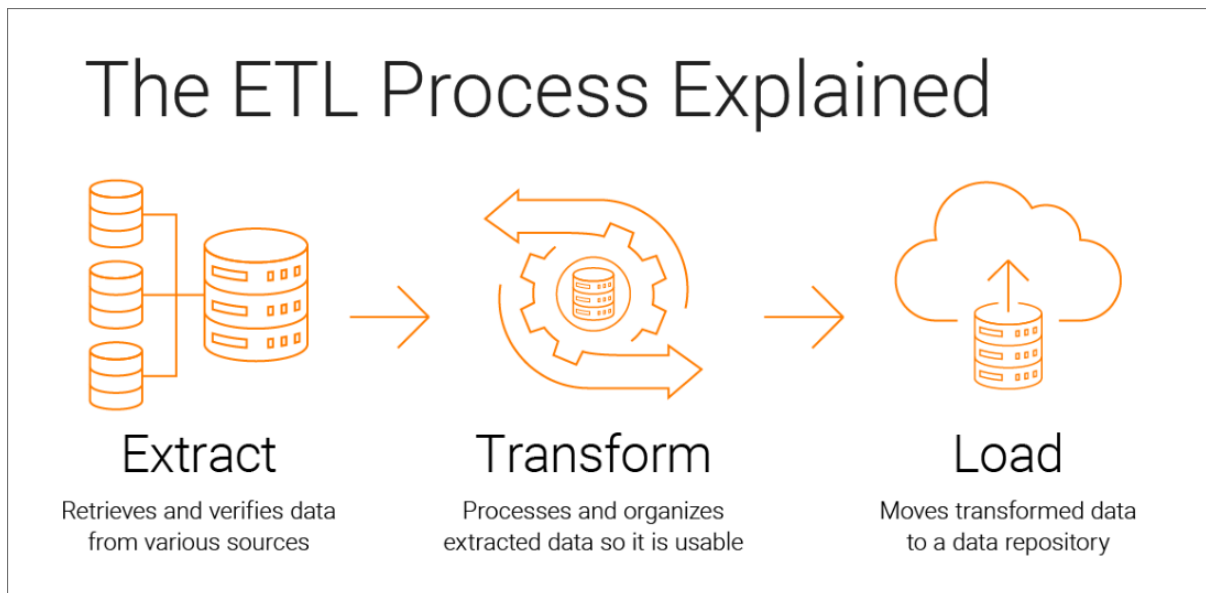 The ETL Process Explained
Extract
Retrieves and verifies data
from various sources
Transform
Processes and organizes
extracted data so it is usable
Load
Moves transformed data
to a data repository